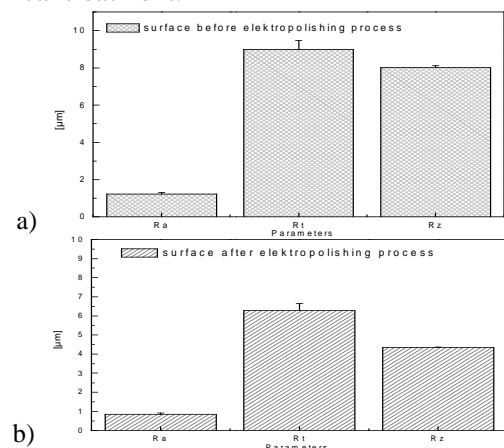 surface before elektropolishing process
8
6
[µm]
4
2
0
a)
Ra Rt Rz
Parameters
10
surface after elektropolishing process
9
8
7
6
[µm]
5
4
3
2
1
0
b)
Ra Rt Rz
Parameters